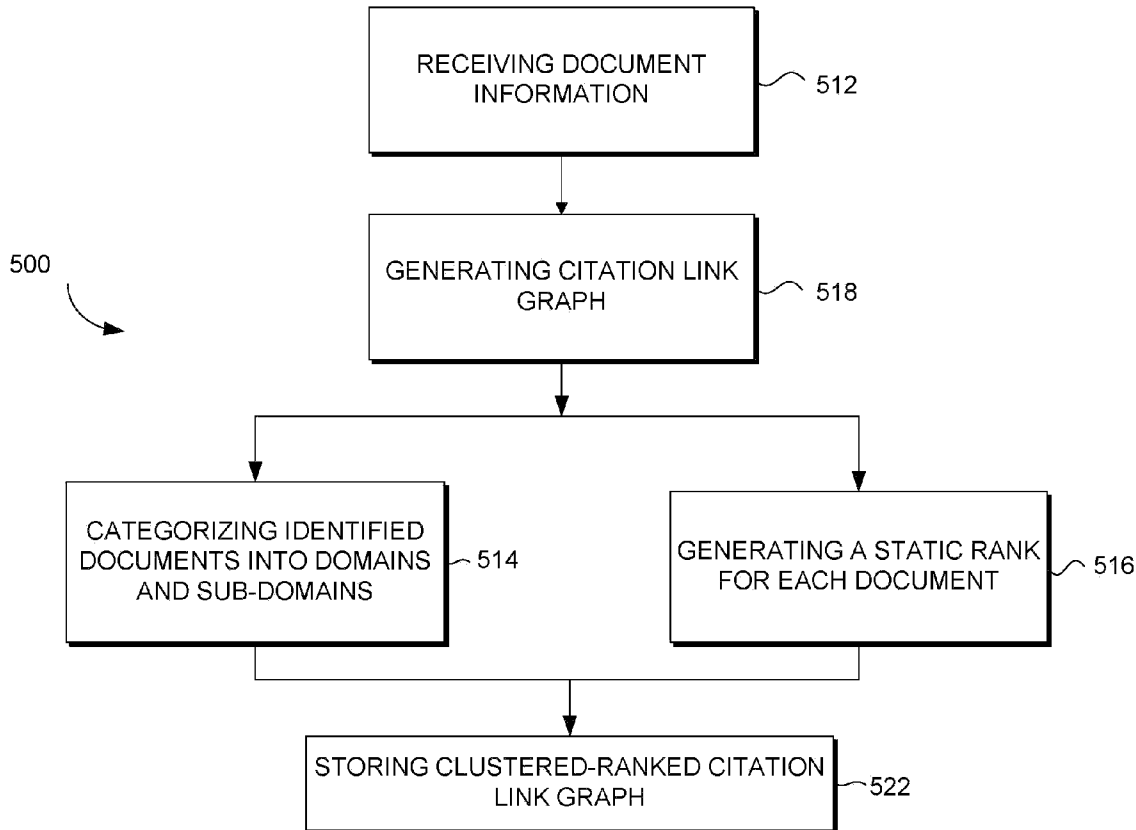 RECEIVING DOCUMENT
INFORMATION
512
GENERATING CITATION LINK
GRAPH
518
500
CATEGORIZING IDENTIFIED
DOCUMENTS INTO DOMAINS
AND SUB-DOMAINS
514
GENERATING A STATIC RANK
FOR EACH DOCUMENT
516
STORING CLUSTERED-RANKED CITATION
LINK GRAPH
522